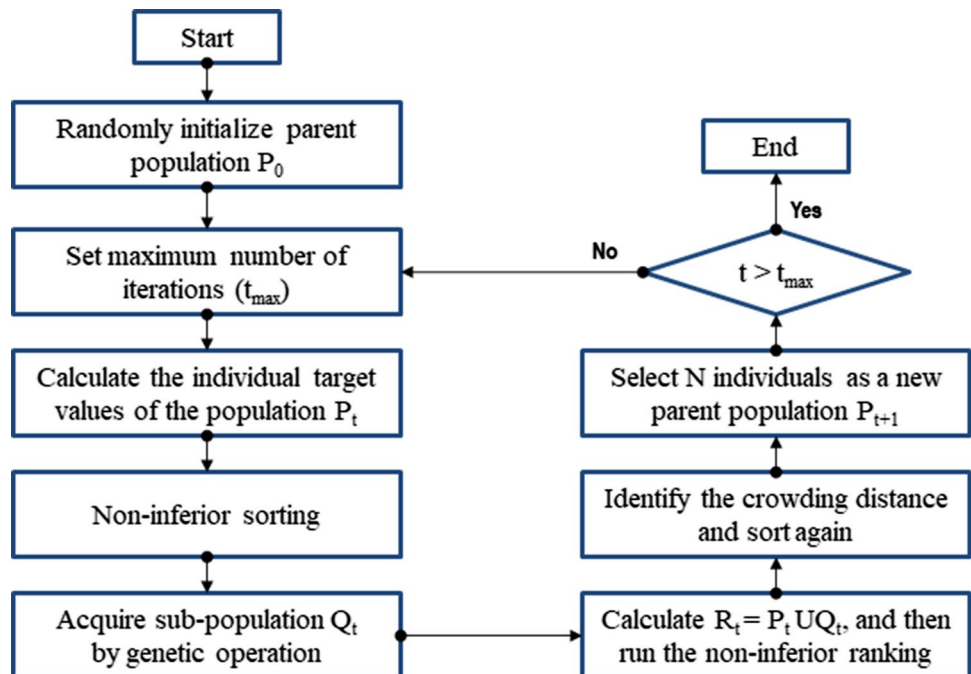 Start
Randomly initialize parent
population P₀
Set maximum number of
iterations (tₘₐₓ)
Calculate the individual target
values of the population Pₜ
Non-inferior sorting
Acquire sub-population Qₜ
by genetic operation
Calculate Rₜ = Pₜ UQₜ, and then
run the non-inferior ranking
Identify the crowding distance
and sort again
Select N individuals as a new
parent population Pₜ₊₁
t > tₘₐₓ
No
Yes
End